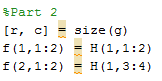 %Part 2
[r, c] = size(g)
f(1,1:2) = H(1,1:2)
f(2,1:2) = H(1,3:4)